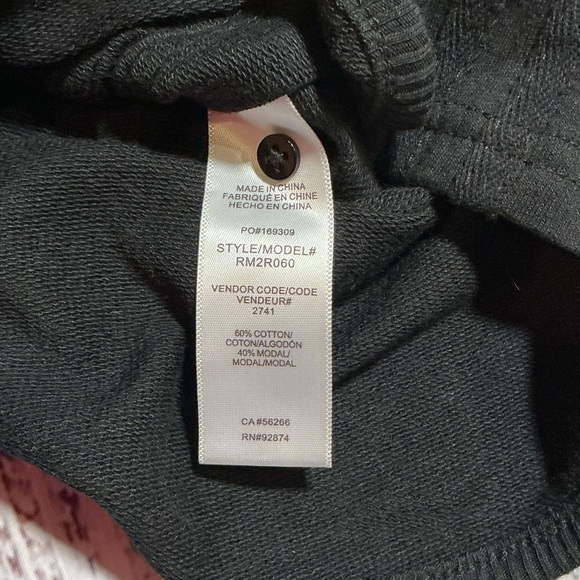 MADE IN CHINA
FABRIQUÉ EN CHINE
HECHO EN CHINA
PO#169309
STYLE/MODEL#
RM2R060
VENDOR CODE/CODE
VENDEUR#
2741
60% COTTON/
COTON/ALGODÓN
40% MODAL/
MODAL/MODAL
CA#56266
RN#92874